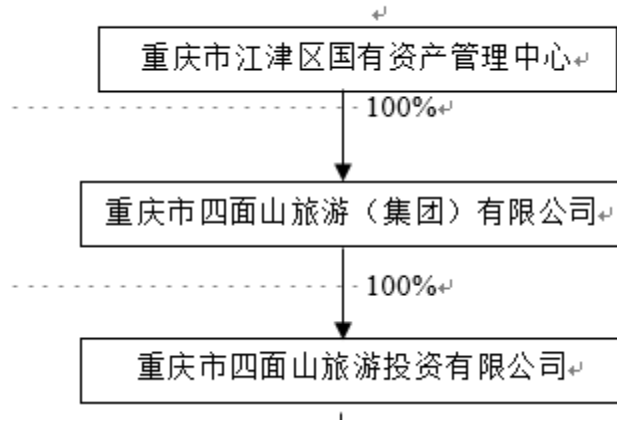 重庆市江津区国有资产管理中心
100%
重庆市四面山旅游（集团）有限公司
100%
重庆市四面山旅游投资有限公司